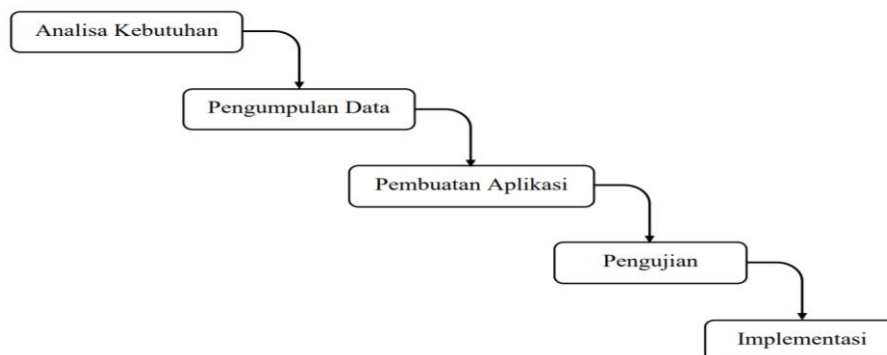 Analisa Kebutuhan
Pengumpulan Data
Pembuatan Aplikasi
Pengujian
Implementasi